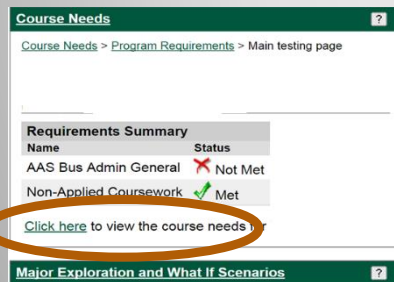 Course Needs ?
Course Needs > Program Requirements > Main testing page
Requirements Summary
Name Status
AAS Bus Admin General Not Met
Non-Applied Coursework Met
Click here to view the course needs
Major Exploration and What If Scenarios ?